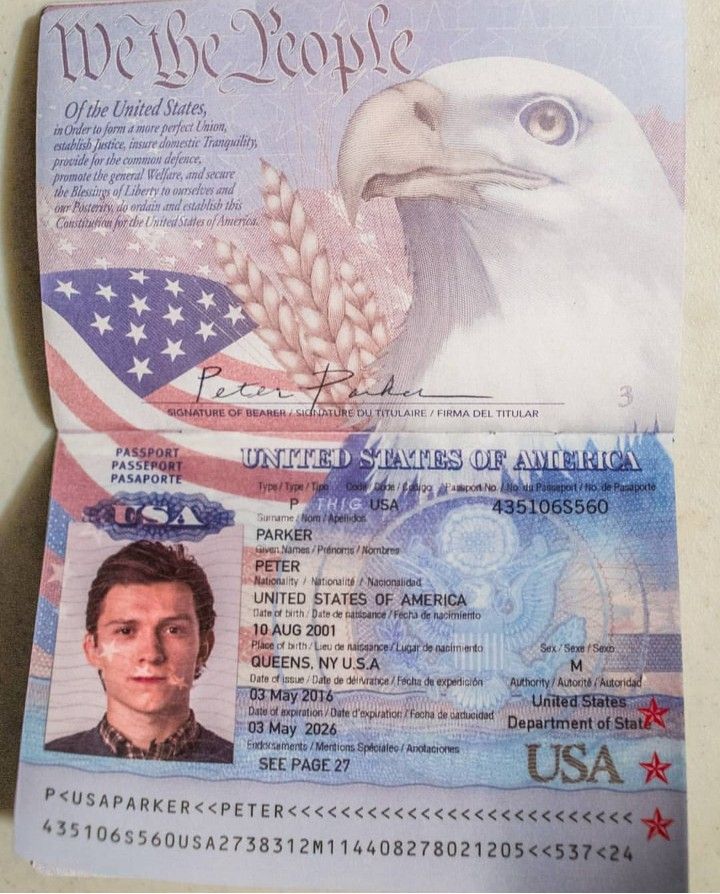 We the People
Of the United States,
in Order to form a more perfect Union,
establish Justice, insure domestic Tranquility,
provide for the common defence,
promote the general Welfare, and secure
the Blessings of Liberty to ourselves and
our Posterity, do ordain and establish this
Constitution for the United States of America.
Peter Parker
SIGNATURE OF BEARER / SIGNATURE DU TITULAIRE / FIRMA DEL TITULAR
3
PASSPORT
PASSEPORT
PASAPORTE
USA
UNITED STATES OF AMERICA
Type / Type / Tipo Code / Code / Código Passport No. / No. du Passeport / No. de Pasaporte
P USA 435106S560
Surname / Nom / Apellidos
PARKER
Given Names / Prénoms / Nombres
PETER
Nationality / Nationalité / Nacionalidad
UNITED STATES OF AMERICA
Date of birth / Date de naissance / Fecha de nacimiento
10 AUG 2001
Place of birth / Lieu de naissance / Lugar de nacimiento Sex / Sexe / Sexo
QUEENS, NY U.S.A M
Date of issue / Date de délivrance / Fecha de expedición Authority / Autorité / Autoridad
03 May 2016 United States
Date of expiration / Date d'expiration / Fecha de caducidad Department of State
03 May 2026
Endorsements / Mentions Spéciales / Anotaciones
SEE PAGE 27 USA
P<USAPARKER<<PETER<<<<<<<<<<<<<<<<<<<<<<<<<<
435106S560USA2738312M114408278021205<<537<24